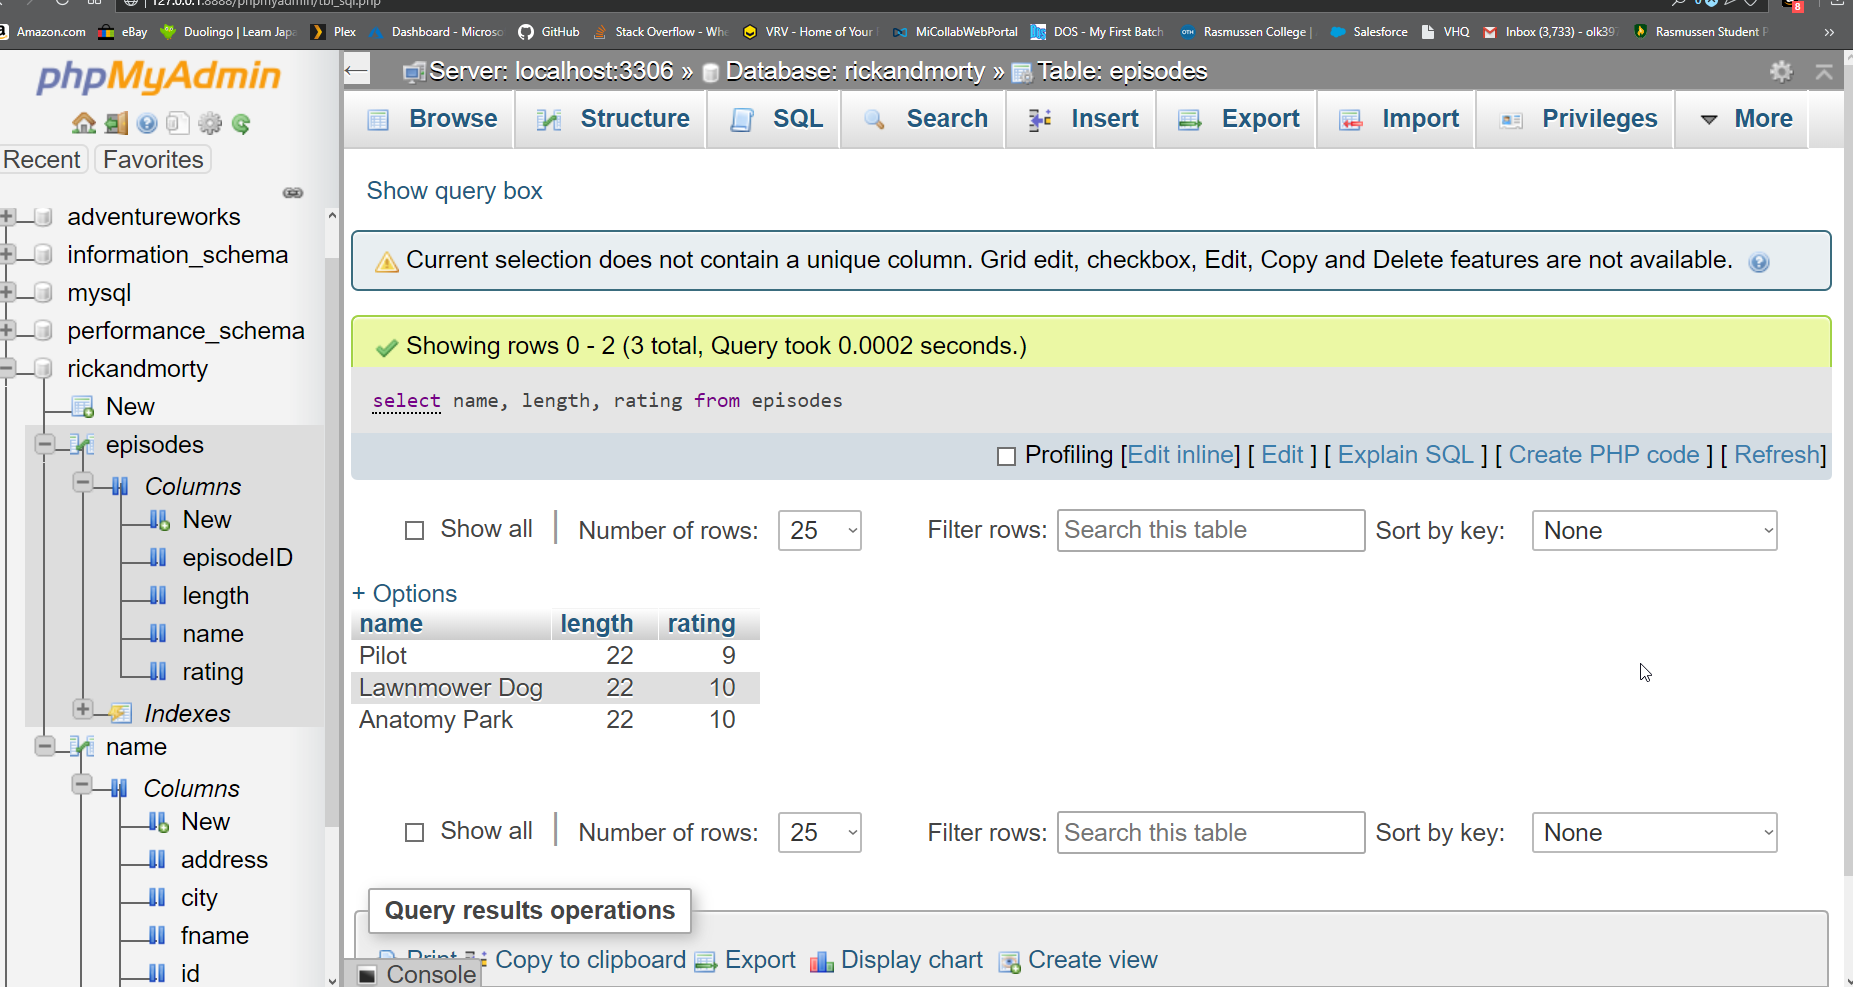 127.0.0.1:8888/phpmyadmin/tbl_sql.php
8
Amazon.com eBay Duolingo | Learn Japa Plex Dashboard - Microso GitHub Stack Overflow - Whe VRV - Home of Your MiCollabWebPortal DOS - My First Batch Rasmussen College | Salesforce VHQ Inbox (3,733) - olk397 Rasmussen Student P »
phpMyAdmin
Recent Favorites
adventureworks
information_schema
mysql
performance_schema
rickandmorty
New
episodes
Columns
New
episodeID
length
name
rating
Indexes
name
Columns
New
address
city
fname
id
Server: localhost:3306 » Database: rickandmorty » Table: episodes
Browse Structure SQL Search Insert Export Import Privileges More
Show query box
Current selection does not contain a unique column. Grid edit, checkbox, Edit, Copy and Delete features are not available.
Showing rows 0 - 2 (3 total, Query took 0.0002 seconds.)
select name, length, rating from episodes
Profiling [Edit inline] [ Edit ] [ Explain SQL ] [ Create PHP code ] [ Refresh]
Show all Number of rows: 25 Filter rows: Search this table Sort by key: None
+ Options
name length rating
Pilot 22 9
Lawnmower Dog 22 10
Anatomy Park 22 10
Show all Number of rows: 25 Filter rows: Search this table Sort by key: None
Query results operations
Print Copy to clipboard Export Display chart Create view
Console